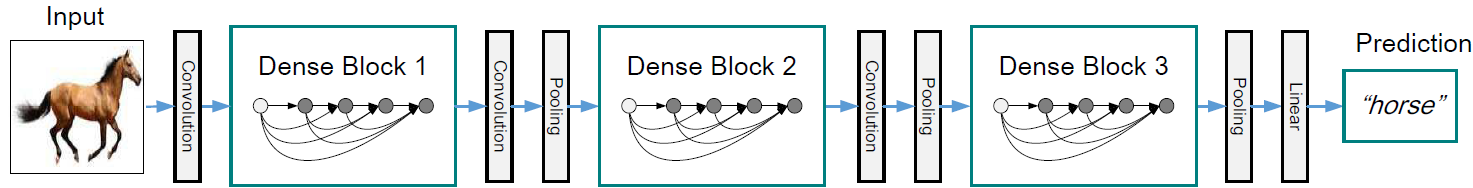 Input
Convolution
Dense Block 1
Convolution
Pooling
Dense Block 2
Convolution
Pooling
Dense Block 3
Pooling
Linear
Prediction
“horse”